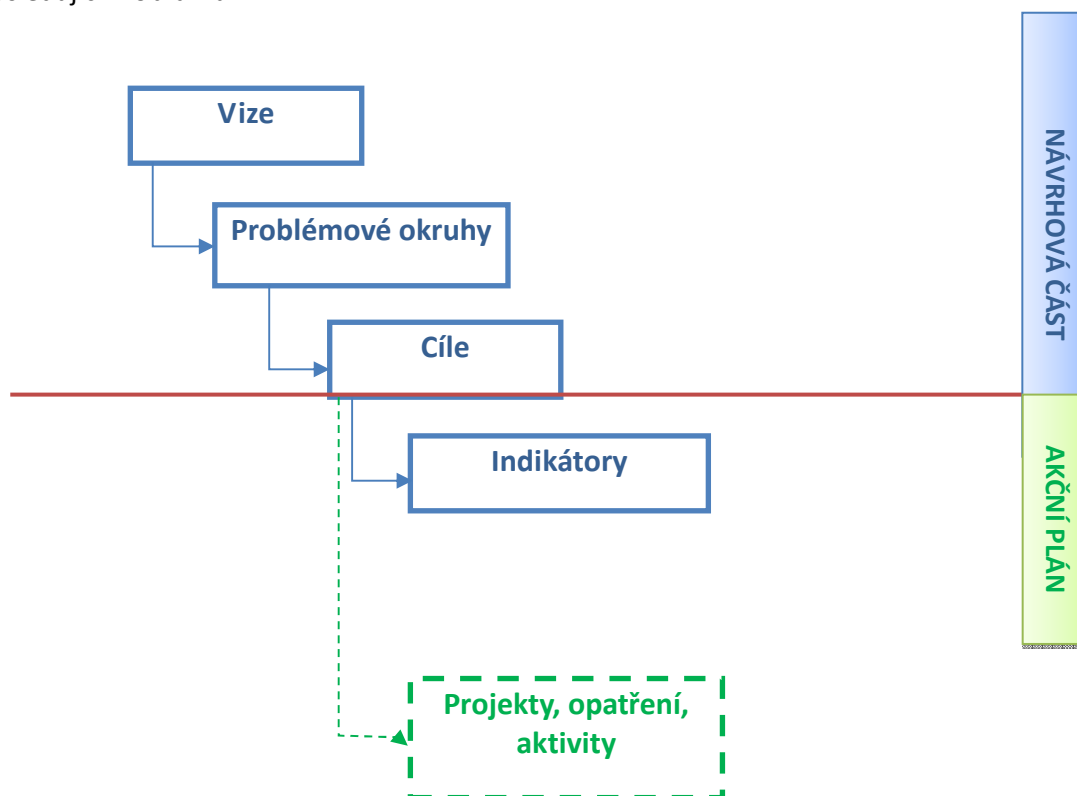 Vize
NÁVRHOVÁ ČÁST
Problémové okruhy
Cíle
Indikátory
AKČNÍ PLÁN
Projekty, opatření,
aktivity